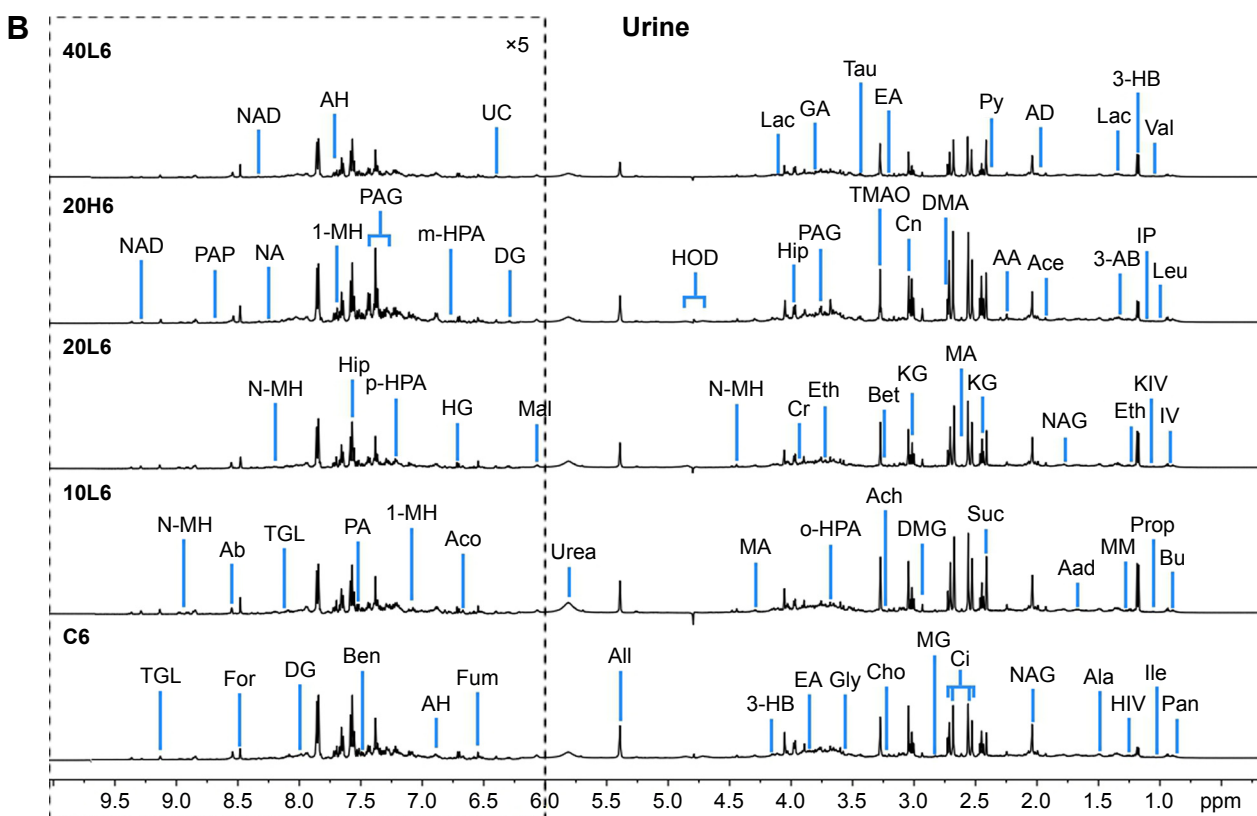 B
Urine
40L6
×5
NAD
AH
UC
Lac
GA
Tau
EA
Py
AD
Lac
3-HB
Val
20H6
NAD
PAP
NA
1-MH
PAG
m-HPA
DG
HOD
Hip
PAG
TMAO
Cn
DMA
AA
Ace
3-AB
IP
Leu
20L6
N-MH
Hip
p-HPA
HG
Mal
N-MH
Cr
Eth
Bet
KG
MA
KG
NAG
Eth
KIV
IV
10L6
N-MH
Ab
TGL
PA
1-MH
Aco
Urea
MA
o-HPA
Ach
DMG
Suc
Aad
MM
Prop
Bu
C6
TGL
For
DG
Ben
AH
Fum
All
3-HB
EA
Gly
Cho
MG
Ci
NAG
Ala
HIV
Ile
Pan
9.5 9.0 8.5 8.0 7.5 7.0 6.5 6.0 5.5 5.0 4.5 4.0 3.5 3.0 2.5 2.0 1.5 1.0 ppm